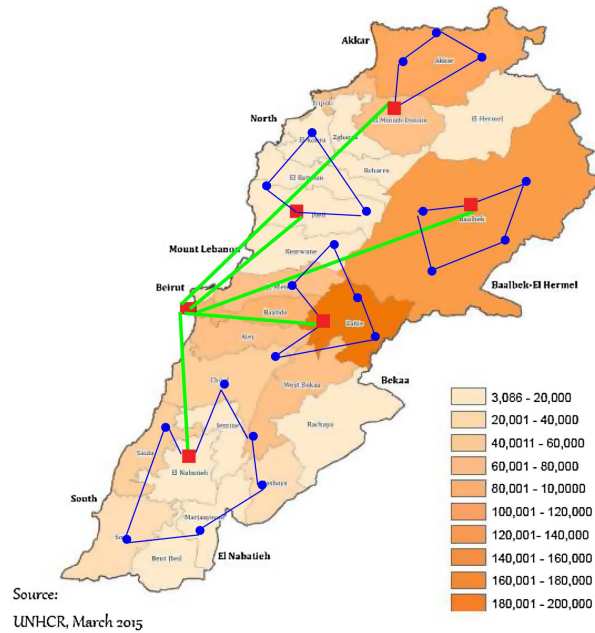 Akkar
Akkar
Tripoli
El Minieh-Dennie
El Hermel
North
Zgharta
El Koura
Bcharre
El Batroun
Jbeil
Baalbek
Mount Lebanon
Kesrwane
Beirut
El Metn
Baalbek-El Hermel
Baabda
Zahle
Aley
Bekaa
Chouf
West Bekaa
Jezzine
Rachaya
Saida
El Nabatieh
South
Marjaayoun
El Nabatieh
Bent Jbeil
3,086 - 20,000
20,001 - 40,000
40,0011 - 60,000
60,001 - 80,000
80,001 - 10,0000
100,001 - 120,000
120,001- 140,000
140,001 - 160,000
160,001 - 180,000
180,001 - 200,000
Source:
UNHCR, March 2015